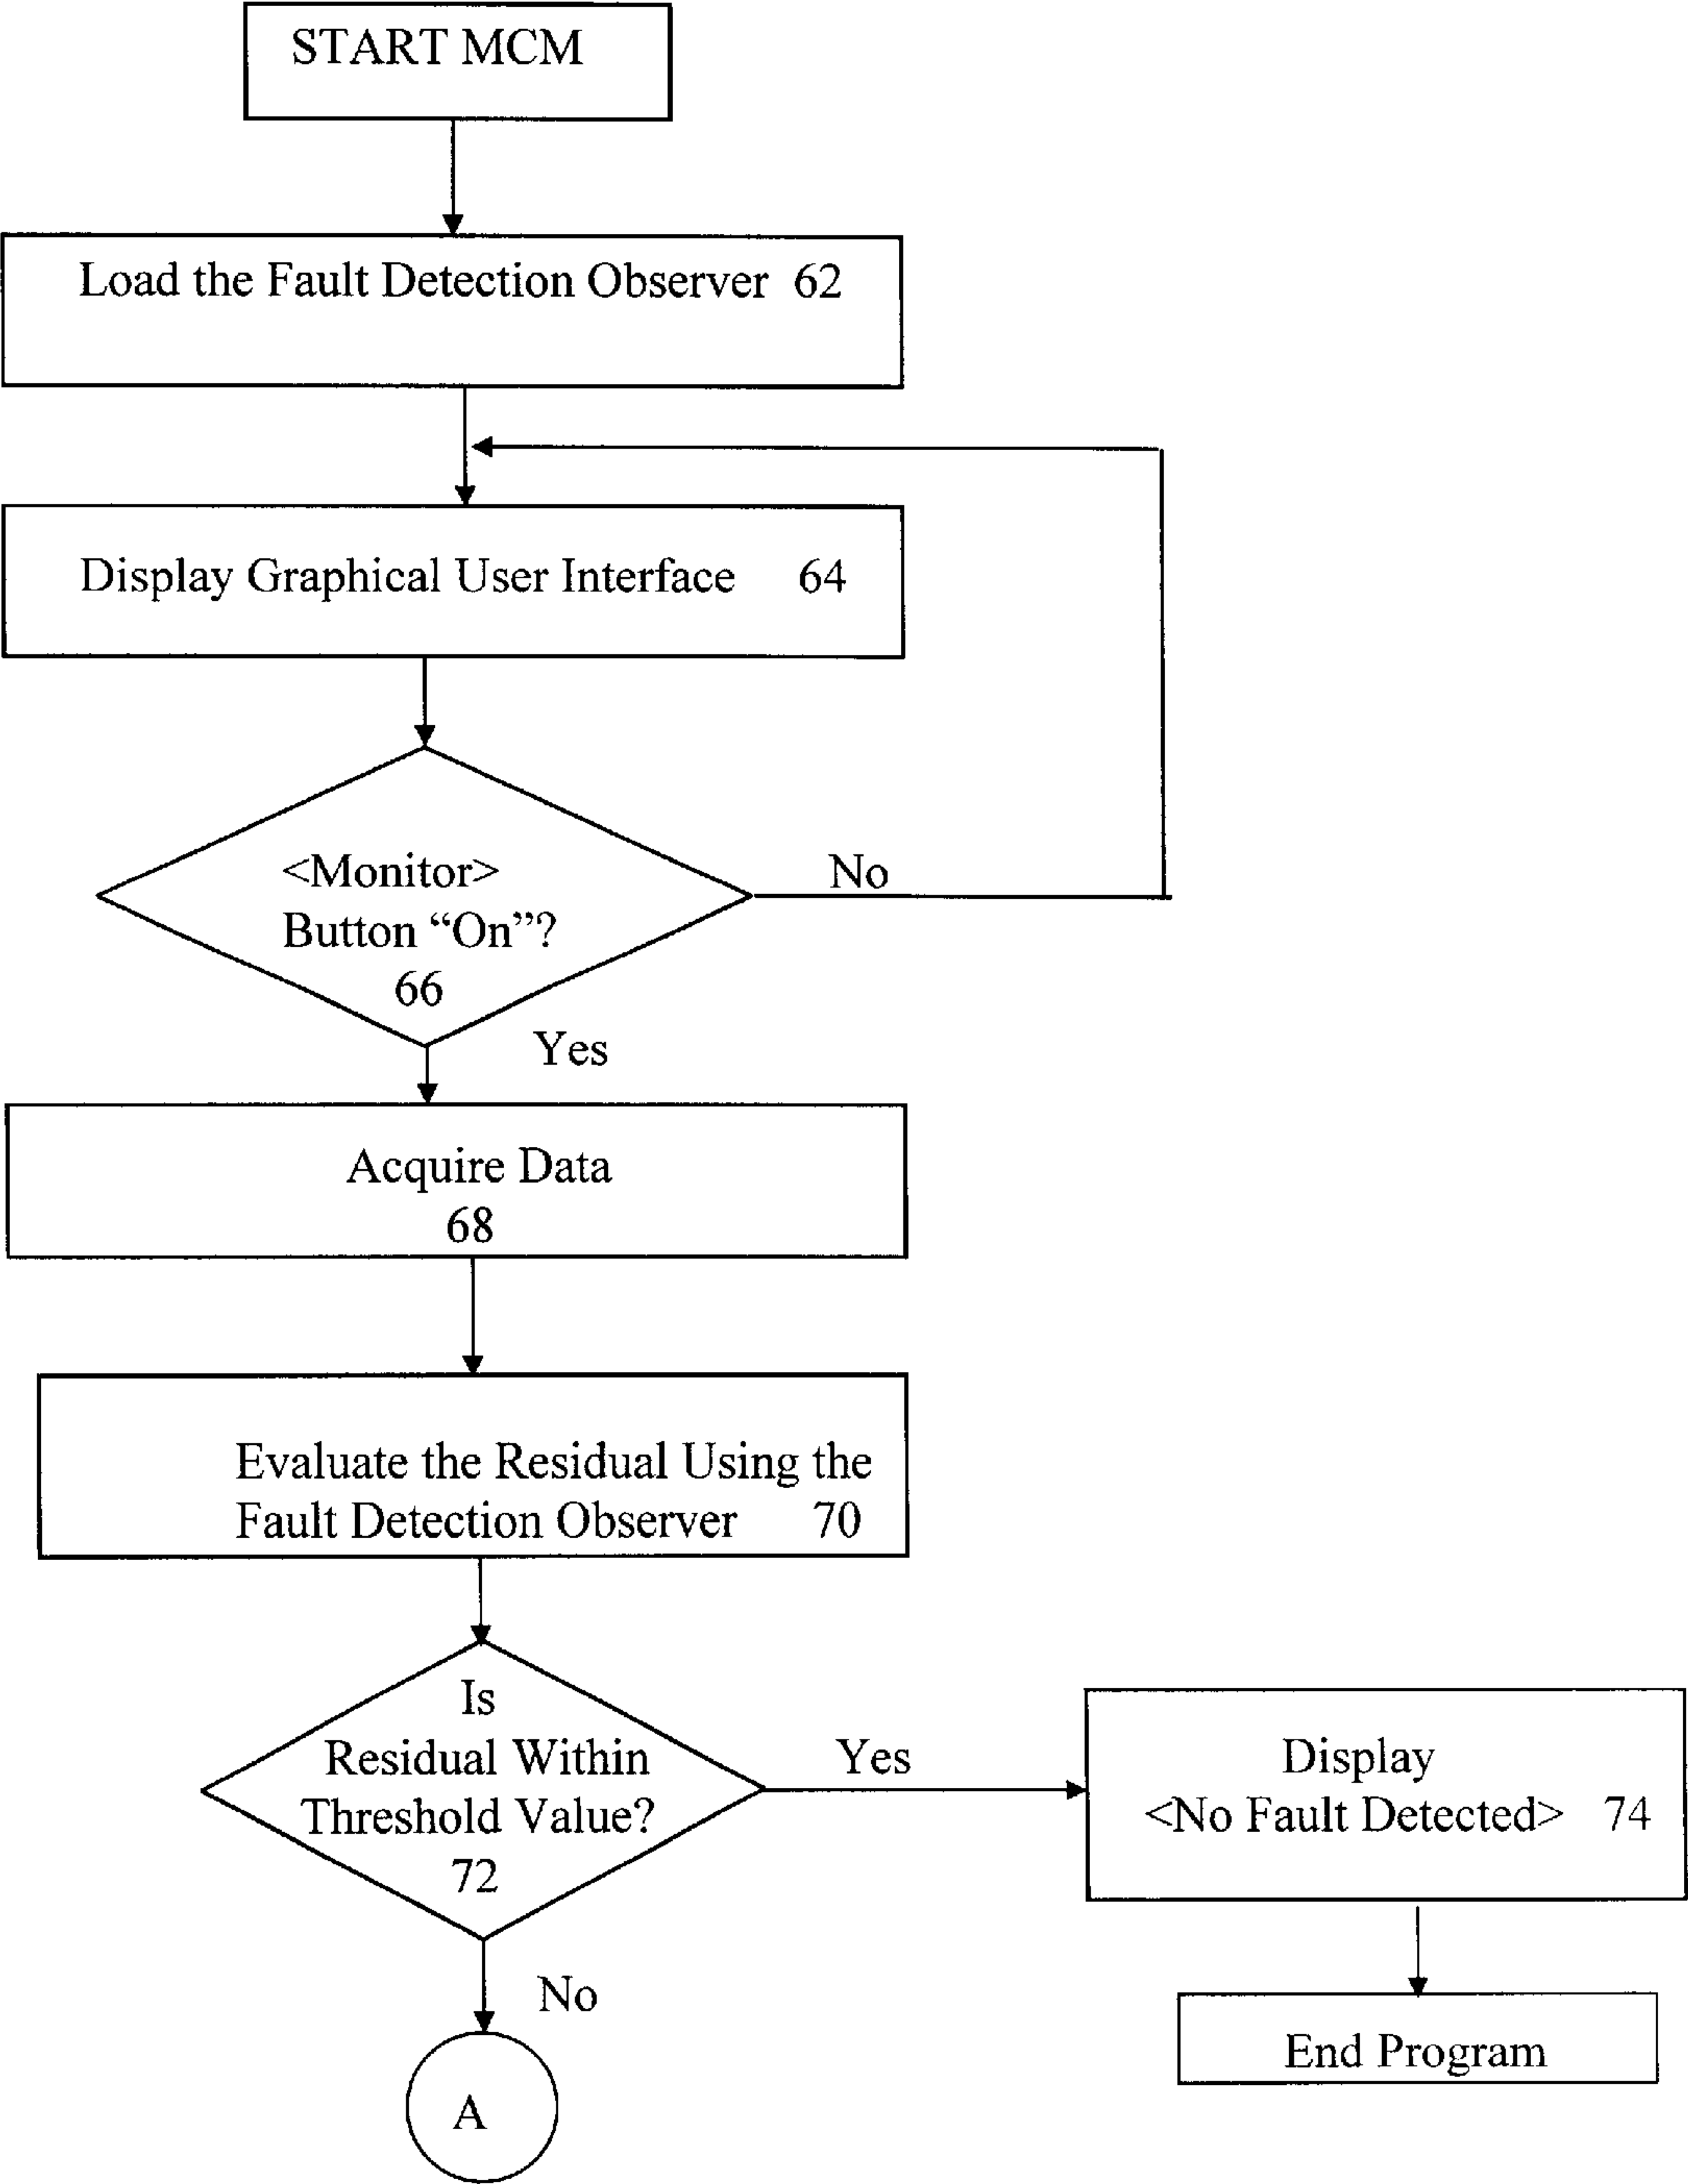 START MCM
Load the Fault Detection Observer 62
Display Graphical User Interface 64
<Monitor>
Button “On”?
66
No
Yes
Acquire Data
68
Evaluate the Residual Using the
Fault Detection Observer 70
Is
Residual Within
Threshold Value?
72
Yes
Display
<No Fault Detected> 74
No
End Program
A